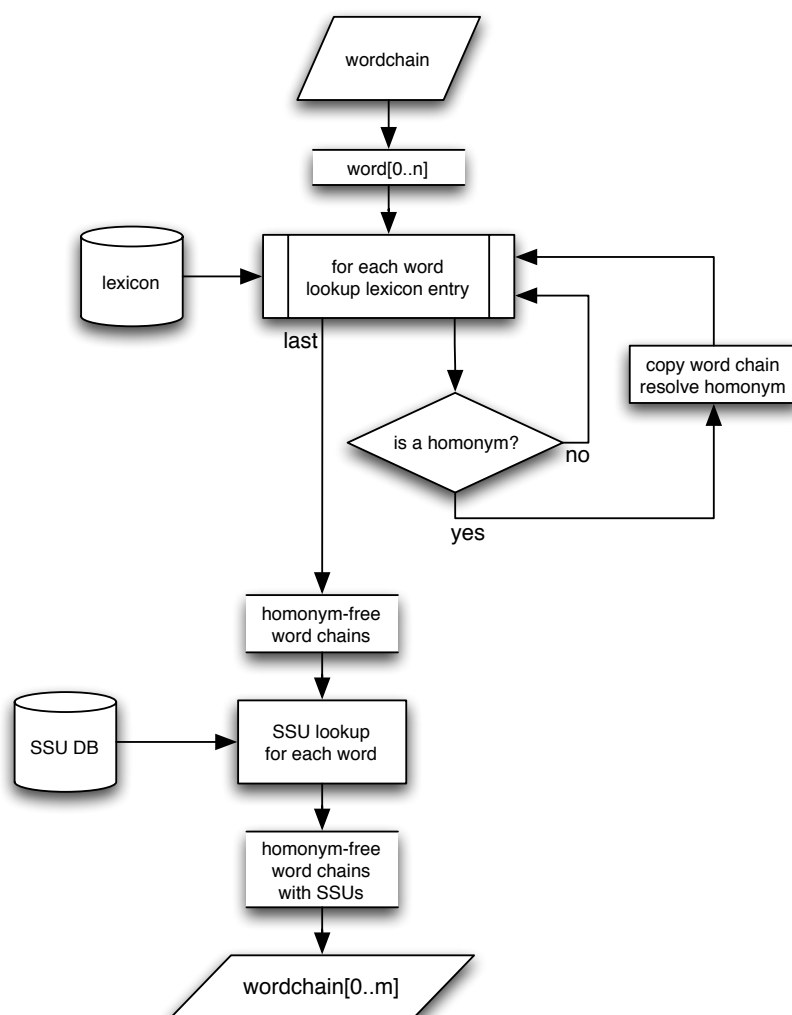 wordchain
word[0..n]
lexicon
for each word
lookup lexicon entry
last
copy word chain
resolve homonym
is a homonym?
no
yes
homonym-free
word chains
SSU DB
SSU lookup
for each word
homonym-free
word chains
with SSUs
wordchain[0..m]